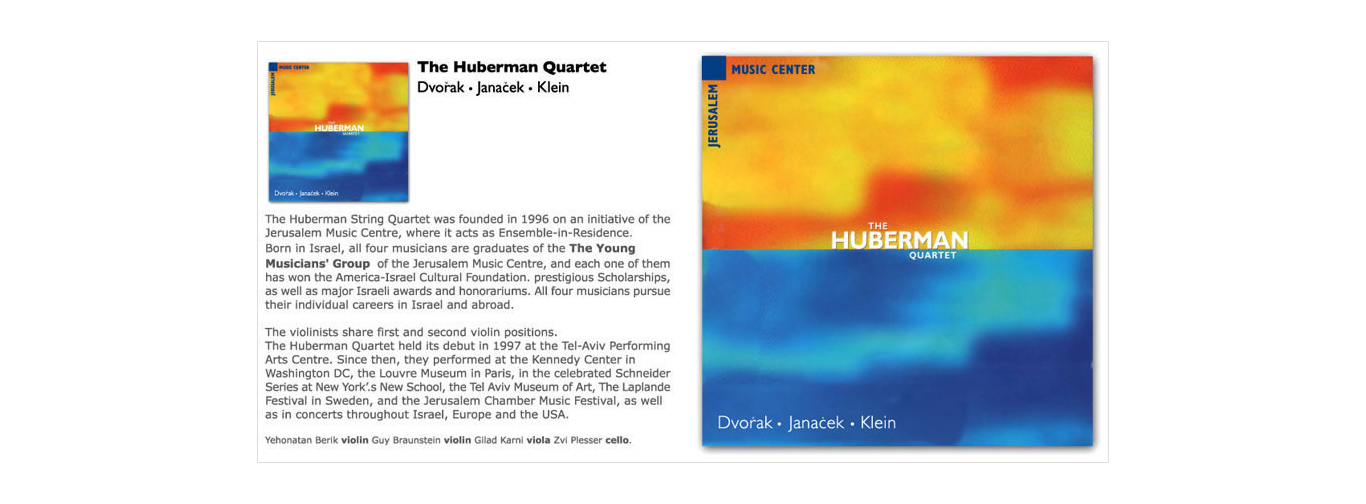 MUSIC CENTER
JERUSALEM
THE
HUBERMAN
QUARTET
Dvořak • Janaček • Klein
The Huberman Quartet
Dvořak • Janaček • Klein
The Huberman String Quartet was founded in 1996 on an initiative of the
Jerusalem Music Centre, where it acts as Ensemble-in-Residence.
Born in Israel, all four musicians are graduates of the The Young
Musicians' Group of the Jerusalem Music Centre, and each one of them
has won the America-Israel Cultural Foundation. prestigious Scholarships,
as well as major Israeli awards and honorariums. All four musicians pursue
their individual careers in Israel and abroad.
The violinists share first and second violin positions.
The Huberman Quartet held its debut in 1997 at the Tel-Aviv Performing
Arts Centre. Since then, they performed at the Kennedy Center in
Washington DC, the Louvre Museum in Paris, in the celebrated Schneider
Series at New York'.s New School, the Tel Aviv Museum of Art, The Laplande
Festival in Sweden, and the Jerusalem Chamber Music Festival, as well
as in concerts throughout Israel, Europe and the USA.
Yehonatan Berik violin Guy Braunstein violin Gilad Karni viola Zvi Plesser cello.
MUSIC CENTER
JERUSALEM
THE
HUBERMAN
QUARTET
Dvořak • Janaček • Klein